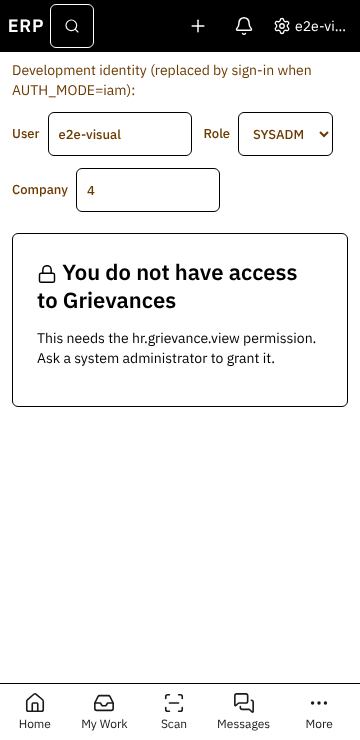 ERP
e2e-vi...
Development identity (replaced by sign-in when
AUTH_MODE=iam):
User
e2e-visual
Role
SYSADM
Company
4
You do not have access
to Grievances
This needs the hr.grievance.view permission.
Ask a system administrator to grant it.
Home
My Work
Scan
Messages
More